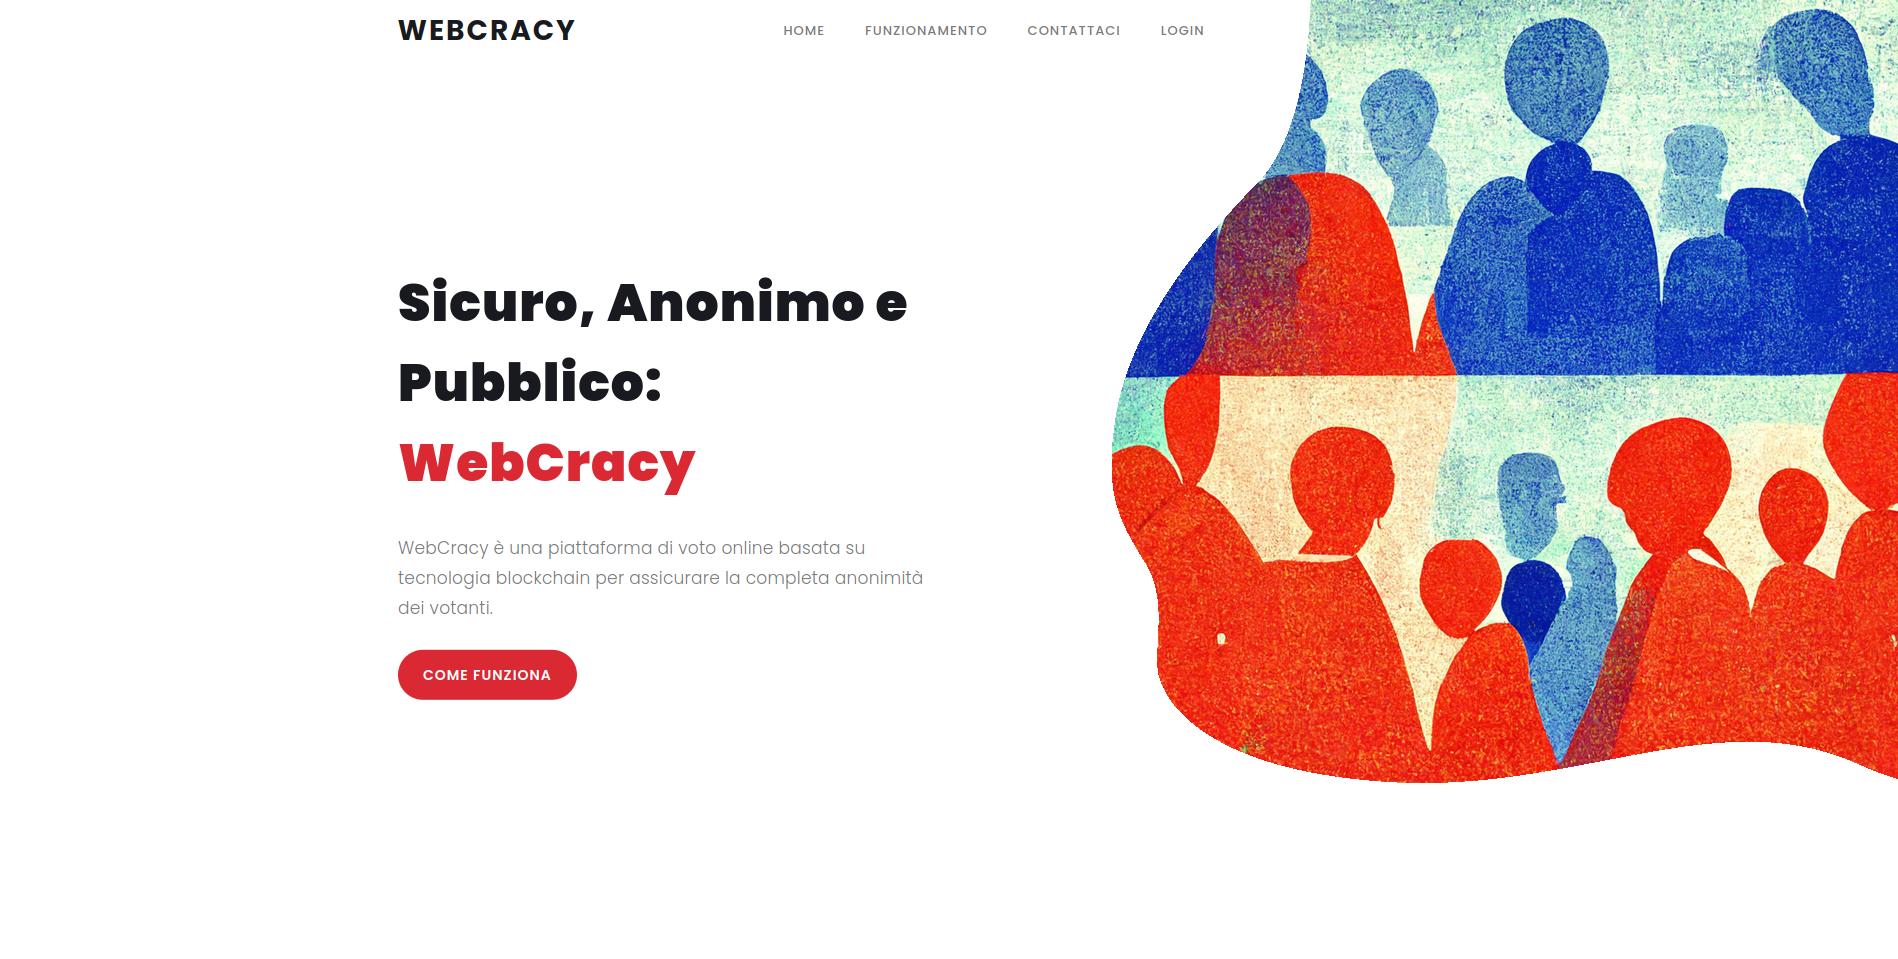 WEBCRACY
HOME FUNZIONAMENTO CONTATTACI LOGIN
Sicuro, Anonimo e
Pubblico:
WebCracy
WebCracy è una piattaforma di voto online basata su
tecnologia blockchain per assicurare la completa anonimità
dei votanti.
COME FUNZIONA